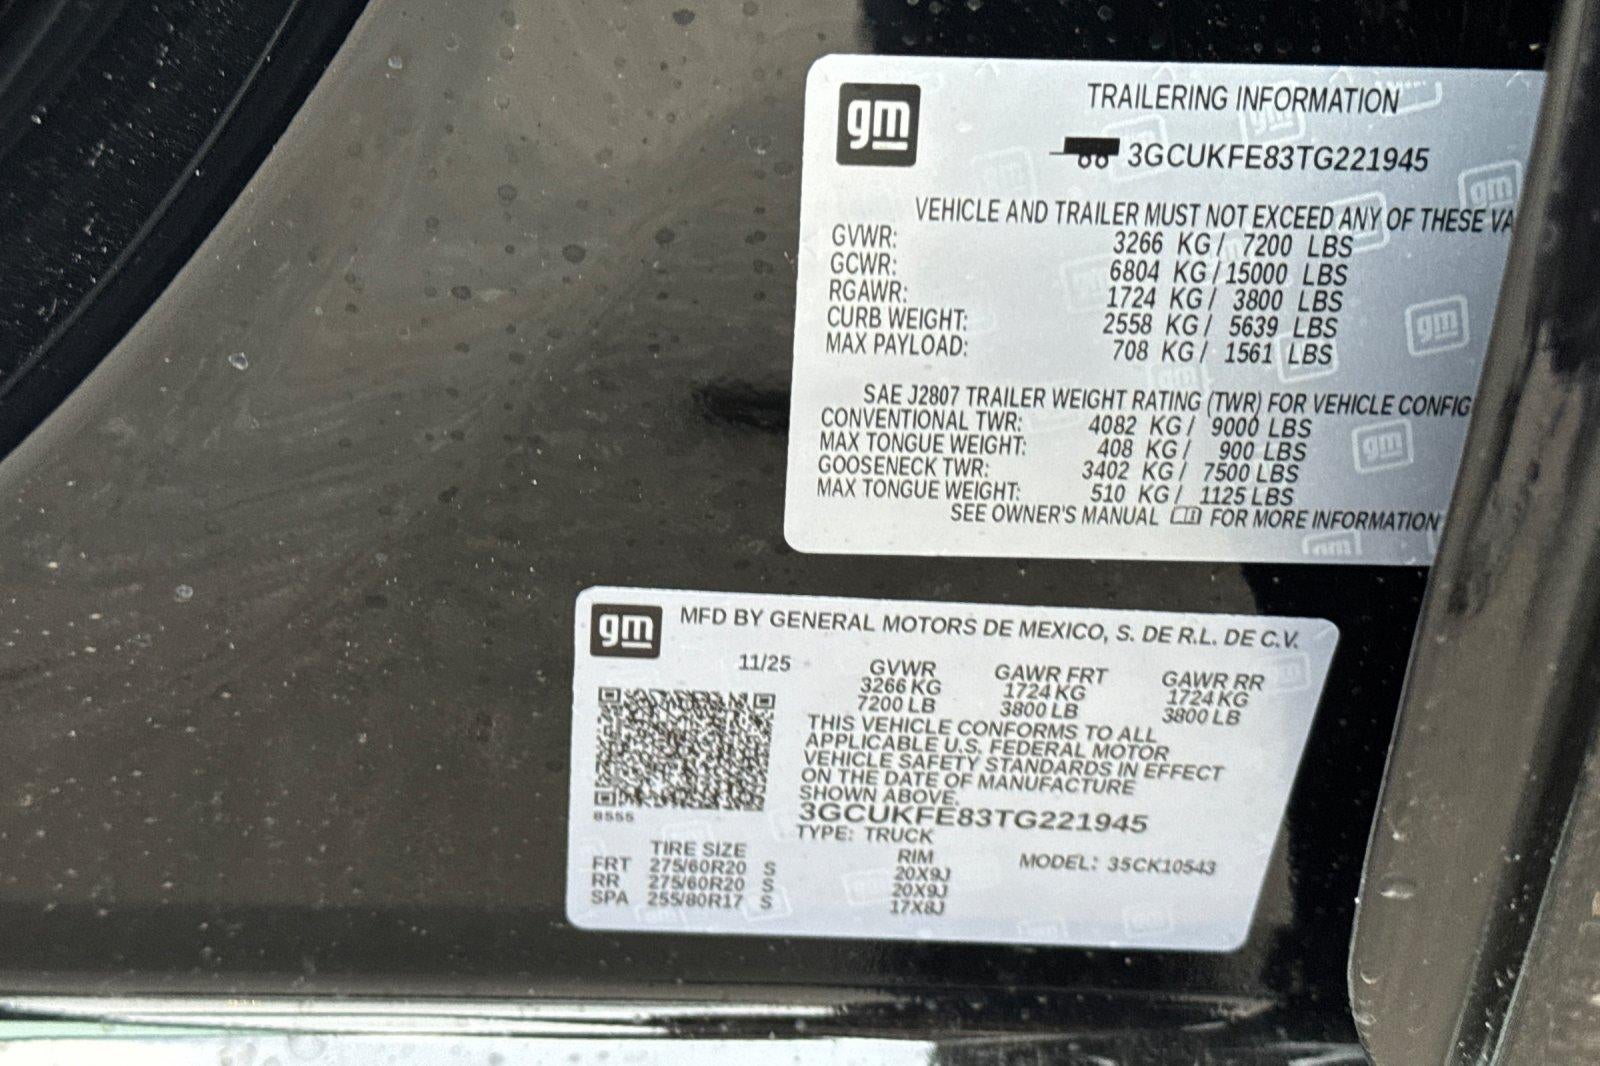 gm
TRAILERING INFORMATION
3GCUKFE83TG221945
VEHICLE AND TRAILER MUST NOT EXCEED ANY OF THESE VA
GVWR: 3266 KG / 7200 LBS
GCWR: 6804 KG / 15000 LBS
RGAWR: 1724 KG / 3800 LBS
CURB WEIGHT: 2558 KG / 5639 LBS
MAX PAYLOAD: 708 KG / 1561 LBS
SAE J2807 TRAILER WEIGHT RATING (TWR) FOR VEHICLE CONFIG
CONVENTIONAL TWR: 4082 KG / 9000 LBS
MAX TONGUE WEIGHT: 408 KG / 900 LBS
GOOSENECK TWR: 3402 KG / 7500 LBS
MAX TONGUE WEIGHT: 510 KG / 1125 LBS
SEE OWNER'S MANUAL FOR MORE INFORMATION
gm
MFD BY GENERAL MOTORS DE MEXICO, S. DE R.L. DE C.V.
11/25
GVWR GAWR FRT GAWR RR
3266 KG 1724 KG 1724 KG
7200 LB 3800 LB 3800 LB
THIS VEHICLE CONFORMS TO ALL
APPLICABLE U.S. FEDERAL MOTOR
VEHICLE SAFETY STANDARDS IN EFFECT
ON THE DATE OF MANUFACTURE
SHOWN ABOVE.
3GCUKFE83TG221945
8555
TYPE: TRUCK
TIRE SIZE RIM MODEL: 35CK10543
FRT 275/60R20 S 20X9J
RR 275/60R20 S 20X9J
SPA 255/80R17 S 17X8J